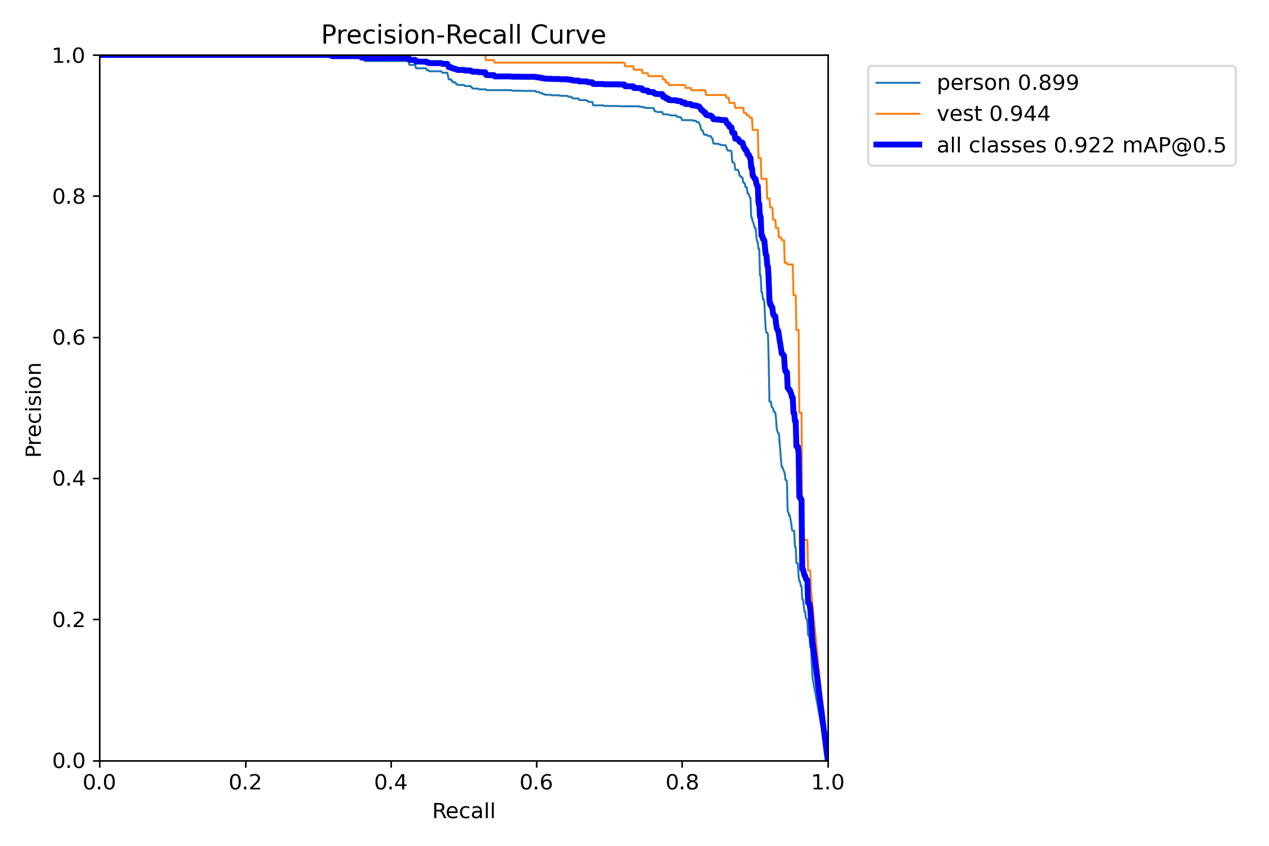 Precision-Recall Curve
person 0.899
vest 0.944
all classes 0.922 mAP@0.5
Precision
1.0
0.8
0.6
0.4
0.2
0.0
0.0 0.2 0.4 0.6 0.8 1.0
Recall